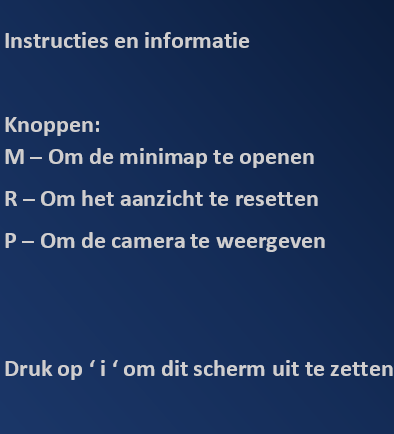 Instructies en informatie
Knoppen:
M – Om de minimap te openen
R – Om het aanzicht te resetten
P – Om de camera te weergeven
Druk op ‘ i ‘ om dit scherm uit te zetten